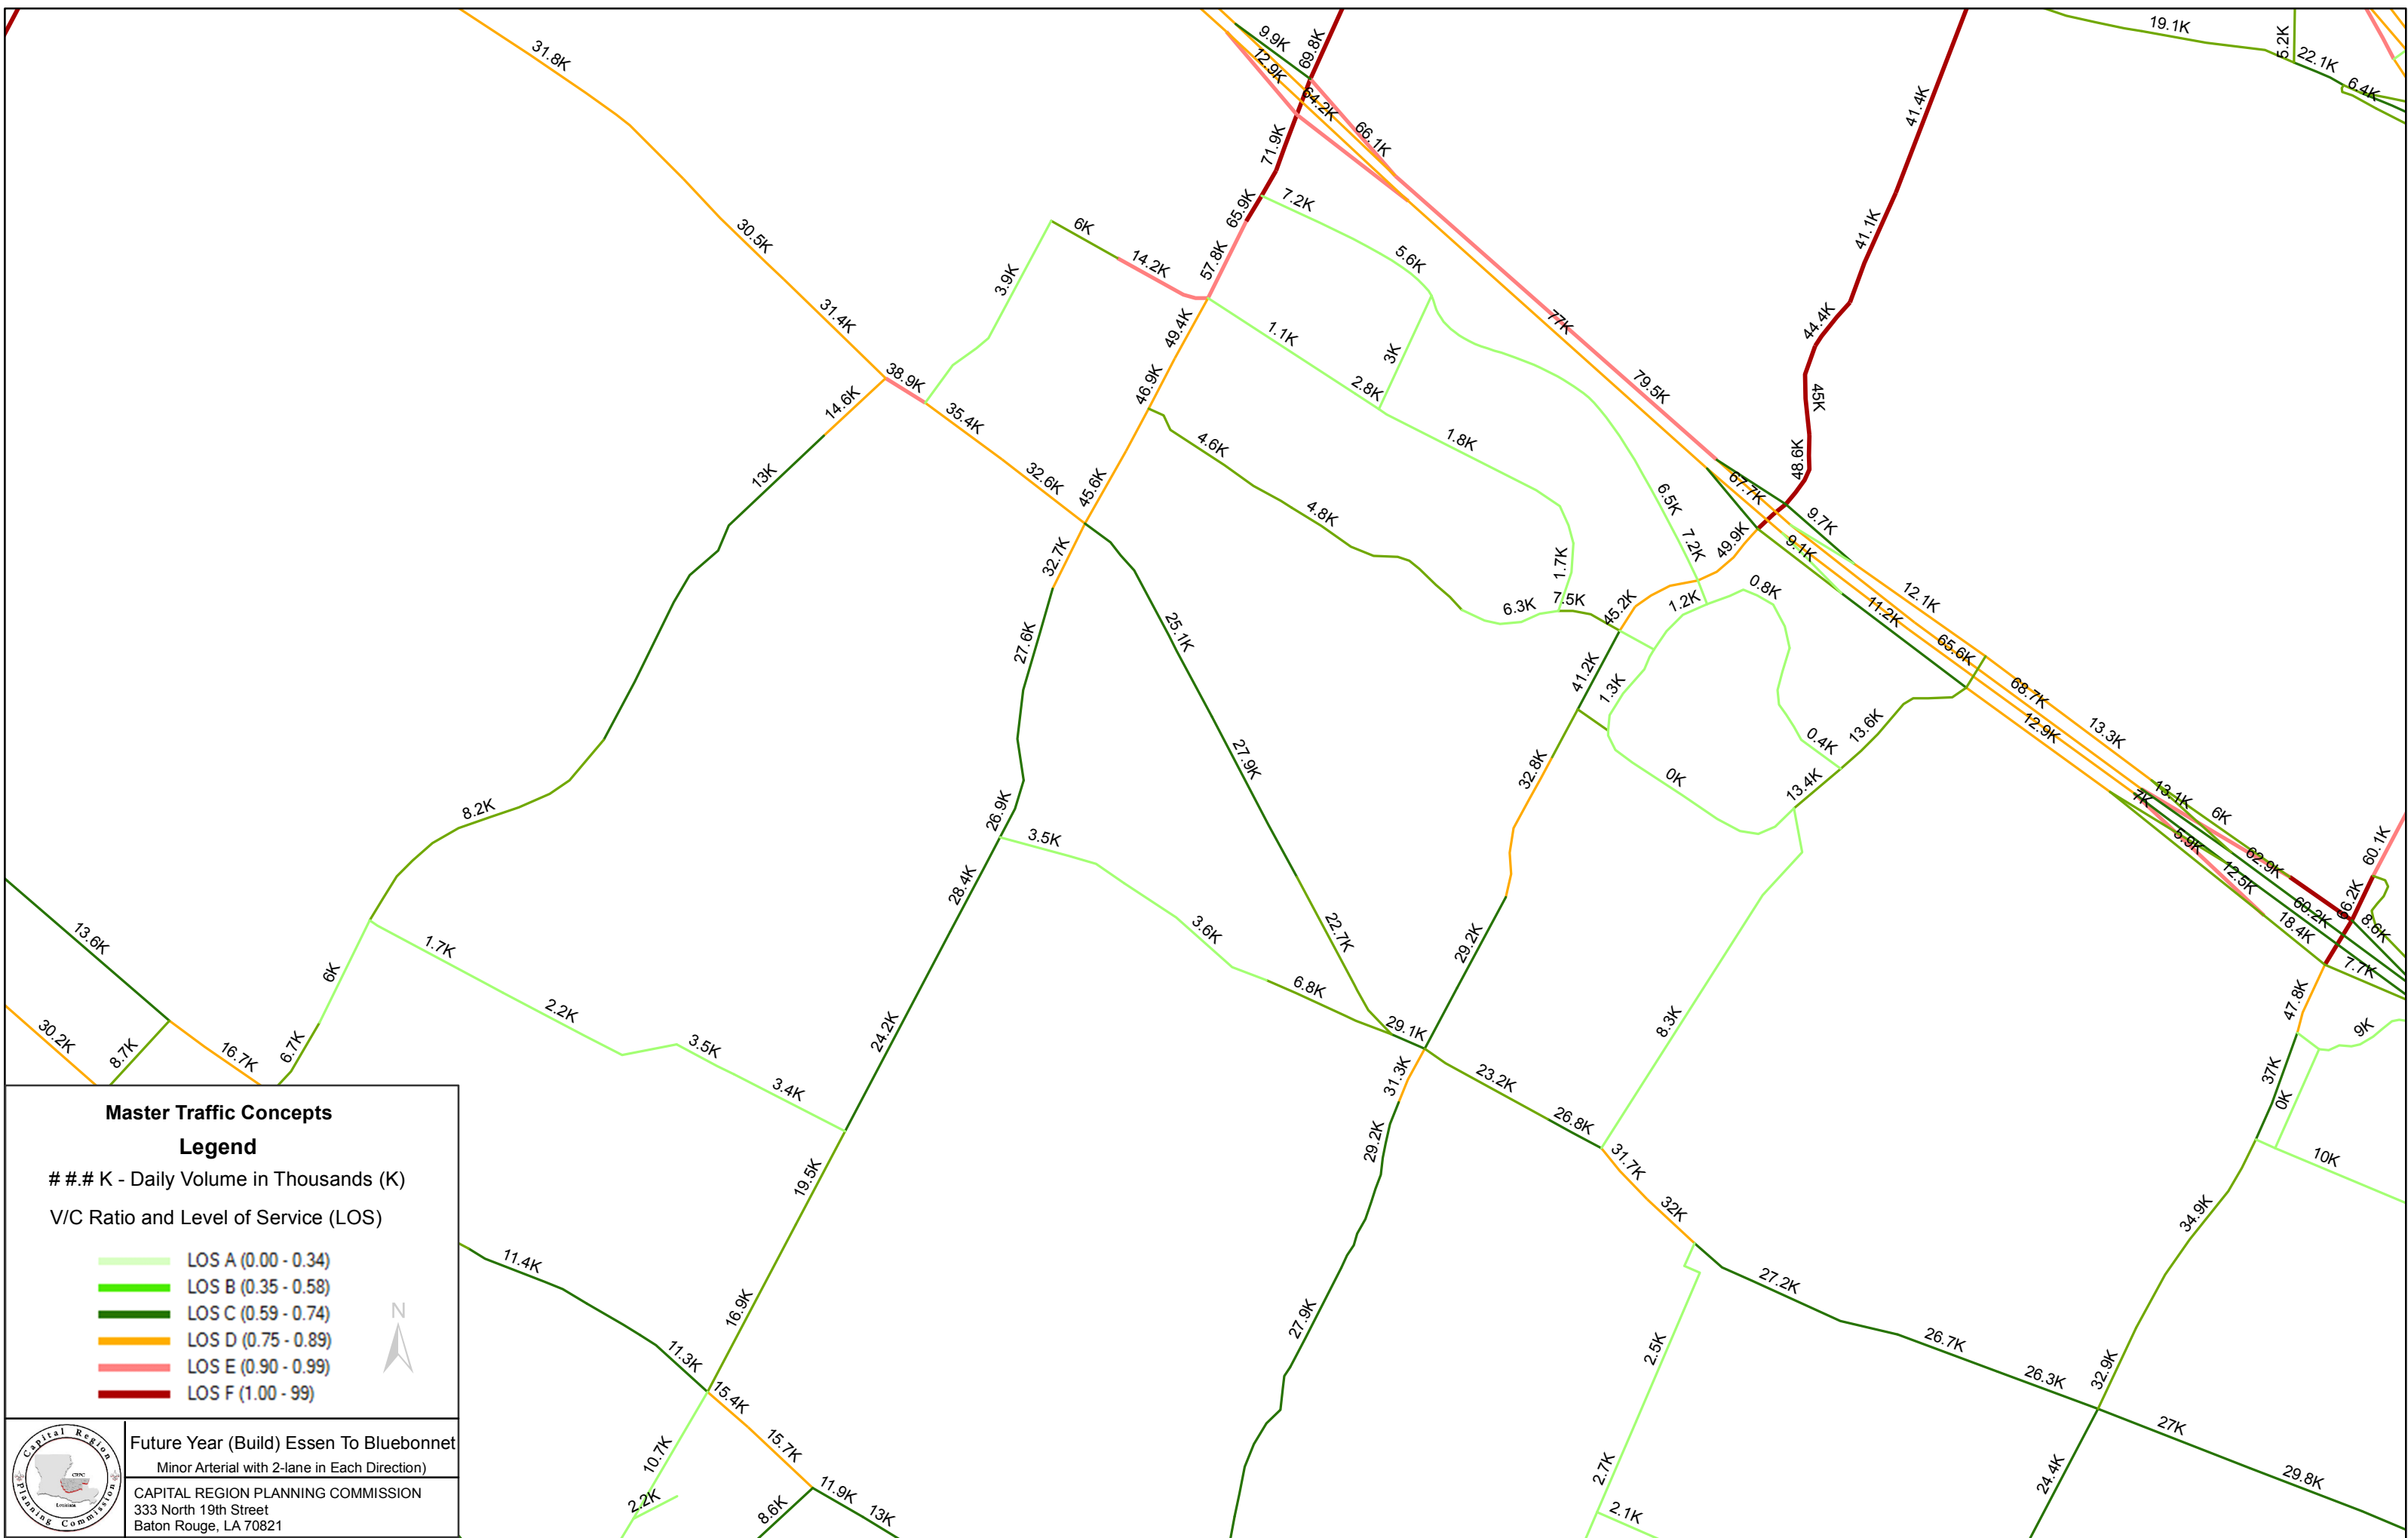 31.8K
9.9K
69.8K
12.9K
64.2K
66.1K
71.9K
41.4K
19.1K
5.2K
22.1K
6.4K
30.5K
6K
65.9K
7.2K
14.2K
57.8K
5.6K
41.1K
3.9K
31.4K
49.4K
1.1K
3K
77K
44.4K
38.9K
14.6K
35.4K
46.9K
2.8K
79.5K
45K
32.6K
4.6K
1.8K
48.6K
13K
45.6K
4.8K
6.5K
67.7K
9.7K
32.7K
1.7K
7.2K
49.9K
9.1K
27.6K
25.1K
6.3K
7.5K
45.2K
1.2K
0.8K
12.1K
11.2K
65.6K
41.2K
1.3K
68.7K
12.9K
13.3K
27.9K
32.8K
0K
0.4K
13.6K
13.4K
8.2K
26.9K
3.5K
13.1K
7K
6K
5.9K
62.9K
60.1K
12.5K
28.4K
3.6K
22.7K
29.2K
60.2K
66.2K
8.6K
18.4K
13.6K
1.7K
6K
6.8K
7.7K
47.8K
30.2K
8.7K
16.7K
6.7K
2.2K
3.5K
3.4K
24.2K
29.1K
8.3K
9K
31.3K
23.2K
26.8K
37K
0K
29.2K
31.7K
10K
19.5K
32K
34.9K
11.4K
16.9K
27.9K
27.2K
2.5K
26.7K
26.3K
32.9K
11.3K
15.4K
15.7K
10.7K
2.2K
11.9K
13K
8.6K
2.7K
2.1K
24.4K
27K
29.8K
Master Traffic Concepts
Legend
# #.# K - Daily Volume in Thousands (K)
V/C Ratio and Level of Service (LOS)
LOS A (0.00 - 0.34)
LOS B (0.35 - 0.58)
LOS C (0.59 - 0.74)
LOS D (0.75 - 0.89)
LOS E (0.90 - 0.99)
LOS F (1.00 - 99)
N
Capital Region
Planning Commission
CRPC
Louisiana
Future Year (Build) Essen To Bluebonnet
Minor Arterial with 2-lane in Each Direction)
CAPITAL REGION PLANNING COMMISSION
333 North 19th Street
Baton Rouge, LA 70821